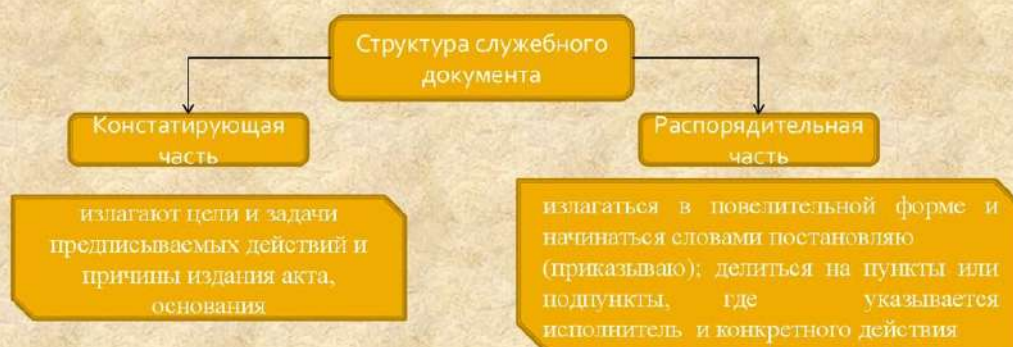 Структура служебного
документа
Констатирующая
часть
Распорядительная
часть
излагают цели и задачи
предписываемых действий и
причины издания акта,
основания
излагаться в повелительной форме и
начинаться словами постановляю
(приказываю); делиться на пункты или
подпункты, где указывается
исполнитель и конкретного действия